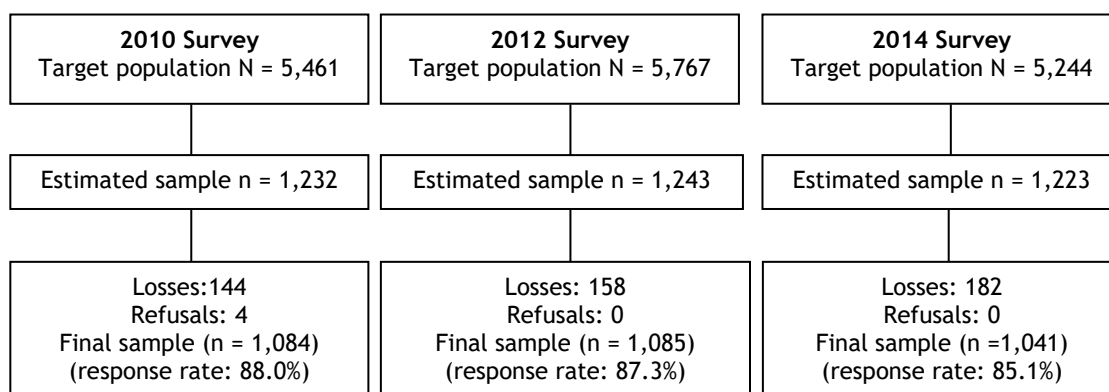 2010 Survey
Target population N = 5,461
2012 Survey
Target population N = 5,767
2014 Survey
Target population N = 5,244
Estimated sample n = 1,232
Estimated sample n = 1,243
Estimated sample n = 1,223
Losses:144
Refusals: 4
Final sample (n = 1,084)
(response rate: 88.0%)
Losses: 158
Refusals: 0
Final sample (n = 1,085)
(response rate: 87.3%)
Losses: 182
Refusals: 0
Final sample (n =1,041)
(response rate: 85.1%)